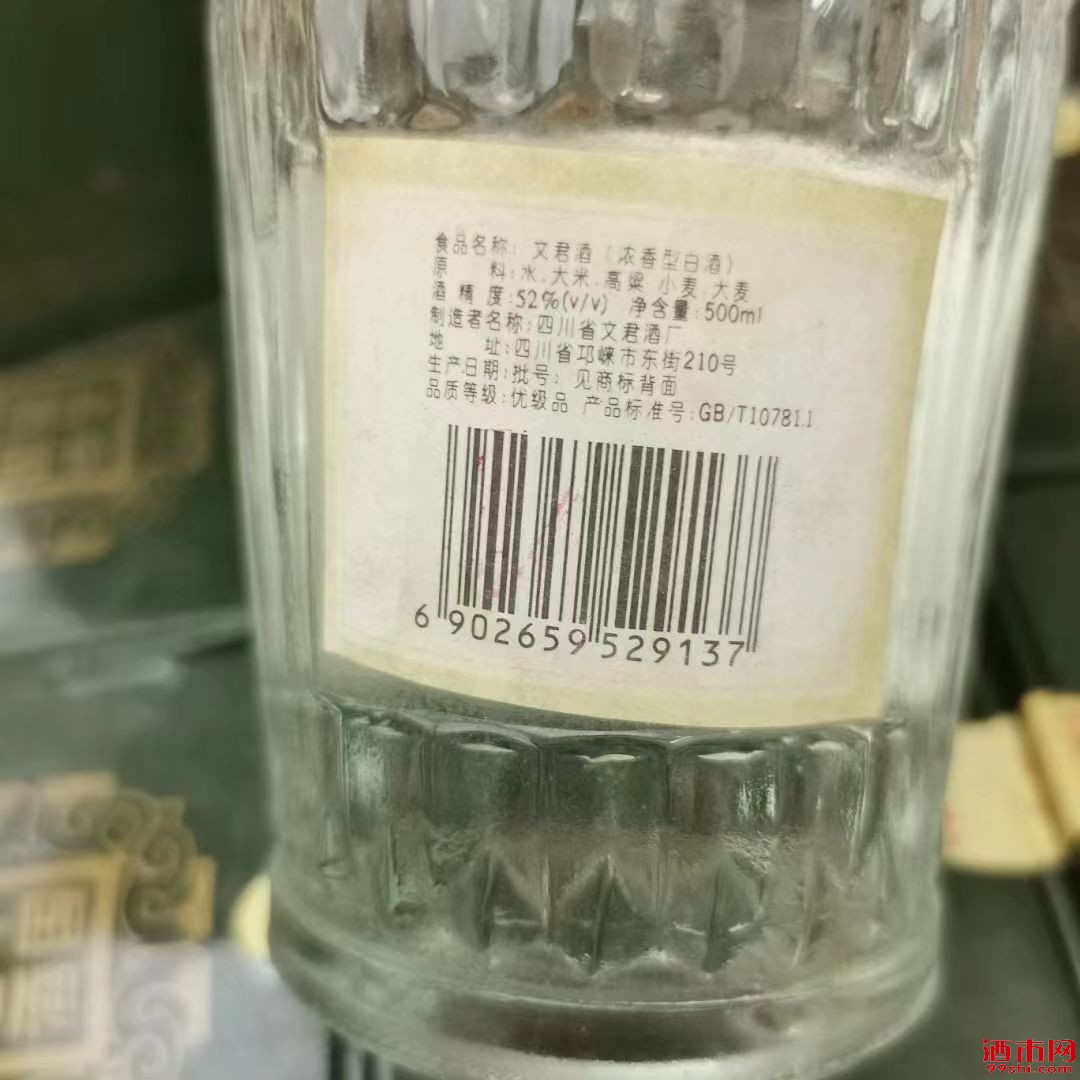 食品名称: 文君酒（浓香型白酒）
原 料:水、大米、高粱、小麦、大麦
酒 精 度:52%(v/v) 净含量:500ml
制造者名称:四川省文君酒厂
地 址:四川省邛崃市东街210号
生产日期:批号: 见商标背面
品质等级:优级品 产品标准号:GB/T10781.1
6 902659 529137
酒市网
99shi.com